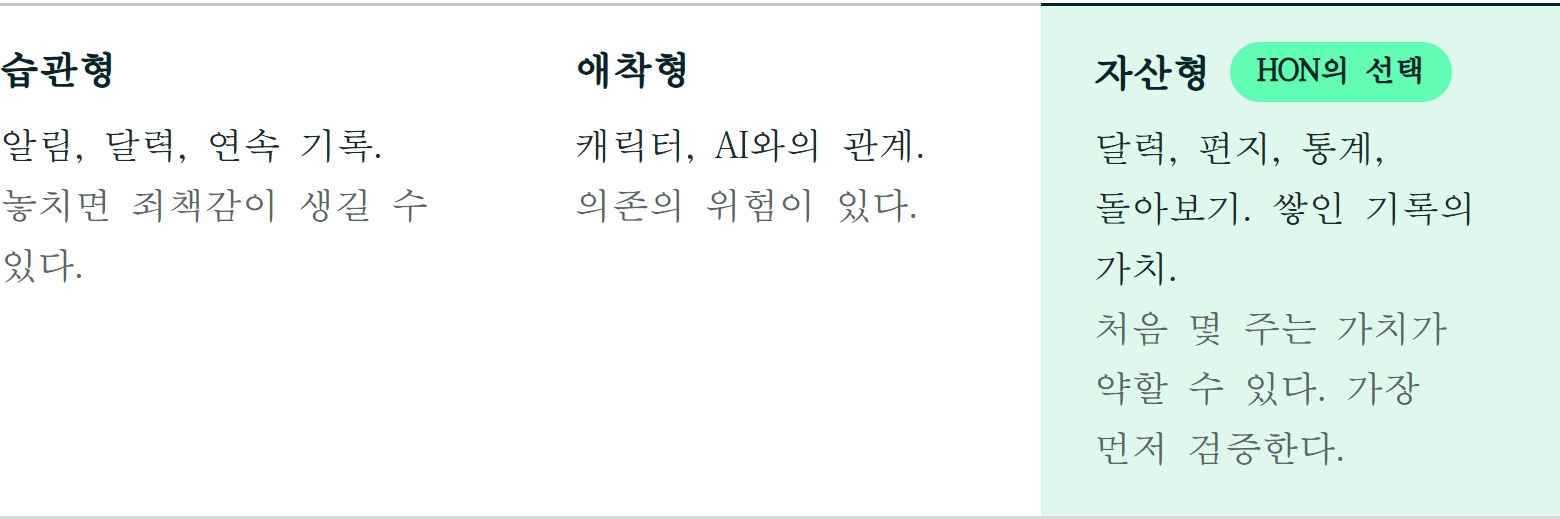 습관형
알림, 달력, 연속 기록.
놓치면 죄책감이 생길 수
있다.
애착형
캐릭터, AI와의 관계.
의존의 위험이 있다.
자산형 HON의 선택
달력, 편지, 통계,
돌아보기. 쌓인 기록의
가치.
처음 몇 주는 가치가
약할 수 있다. 가장
먼저 검증한다.